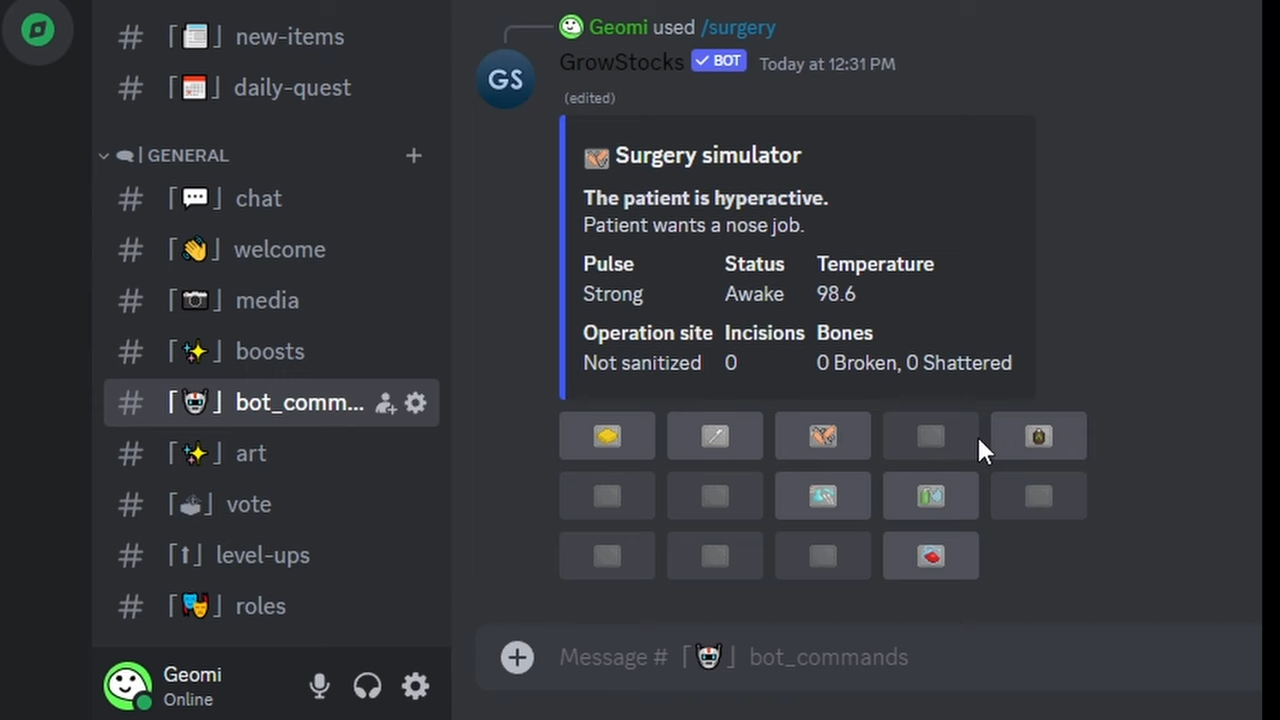 # 「」 new-items
# 「」 daily-quest
| GENERAL
# 「」 chat
# 「」 welcome
# 「」 media
# 「」 boosts
# 「」 bot_comm...
# 「」 art
# 「」 vote
# 「」 level-ups
# 「」 roles
Geomi
Online
Geomi used /surgery
GS
GrowStocks BOT Today at 12:31 PM
(edited)
Surgery simulator
The patient is hyperactive.
Patient wants a nose job.
Pulse Status Temperature
Strong Awake 98.6
Operation site Incisions Bones
Not sanitized 0 0 Broken, 0 Shattered
Message # 「」 bot_commands